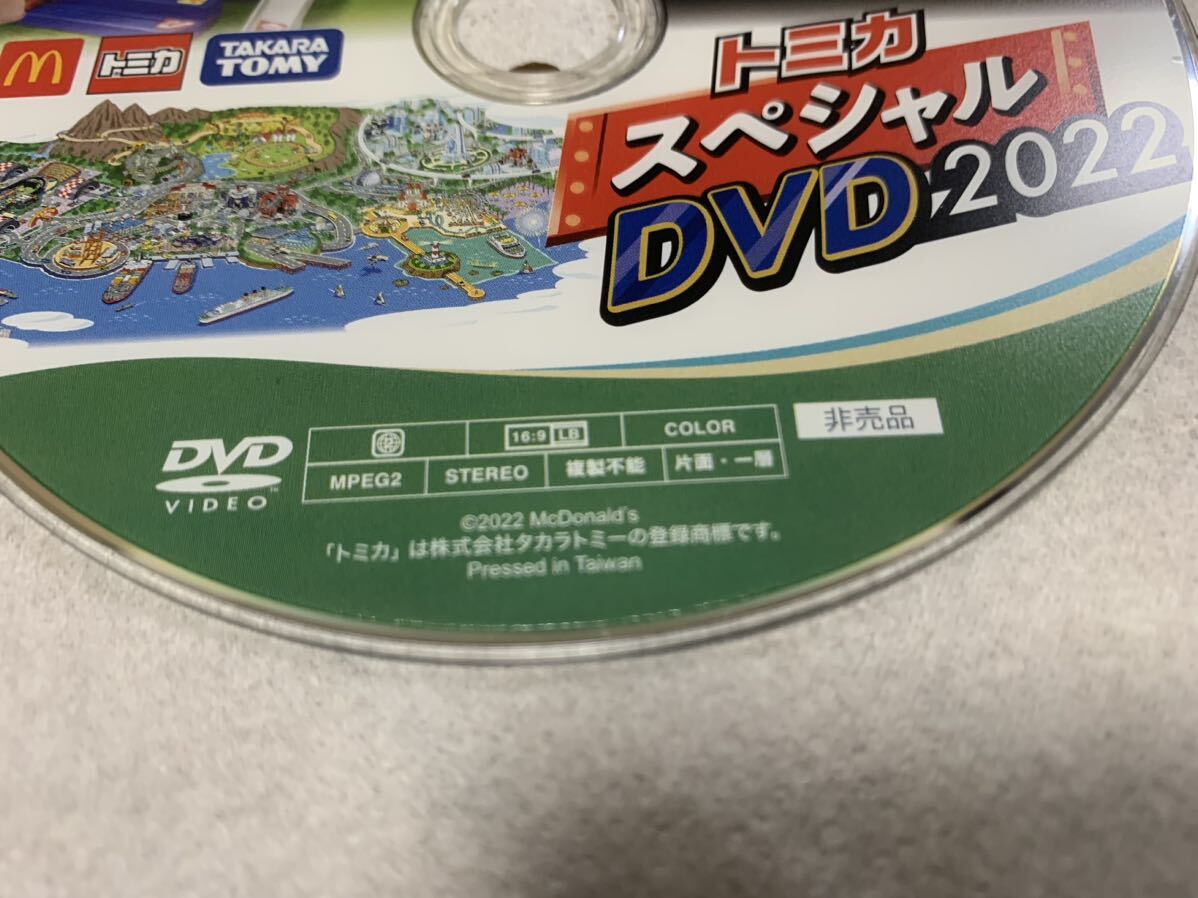 トミカ
TAKARA
TOMY
トミカ
スペシャル
DVD 2022
DVD
VIDEO
16:9 LB
COLOR
MPEG2
STEREO
複製不能
片面・一層
非売品
©2022 McDonald's
「トミカ」は株式会社タカラトミーの登録商標です。
Pressed in Taiwan